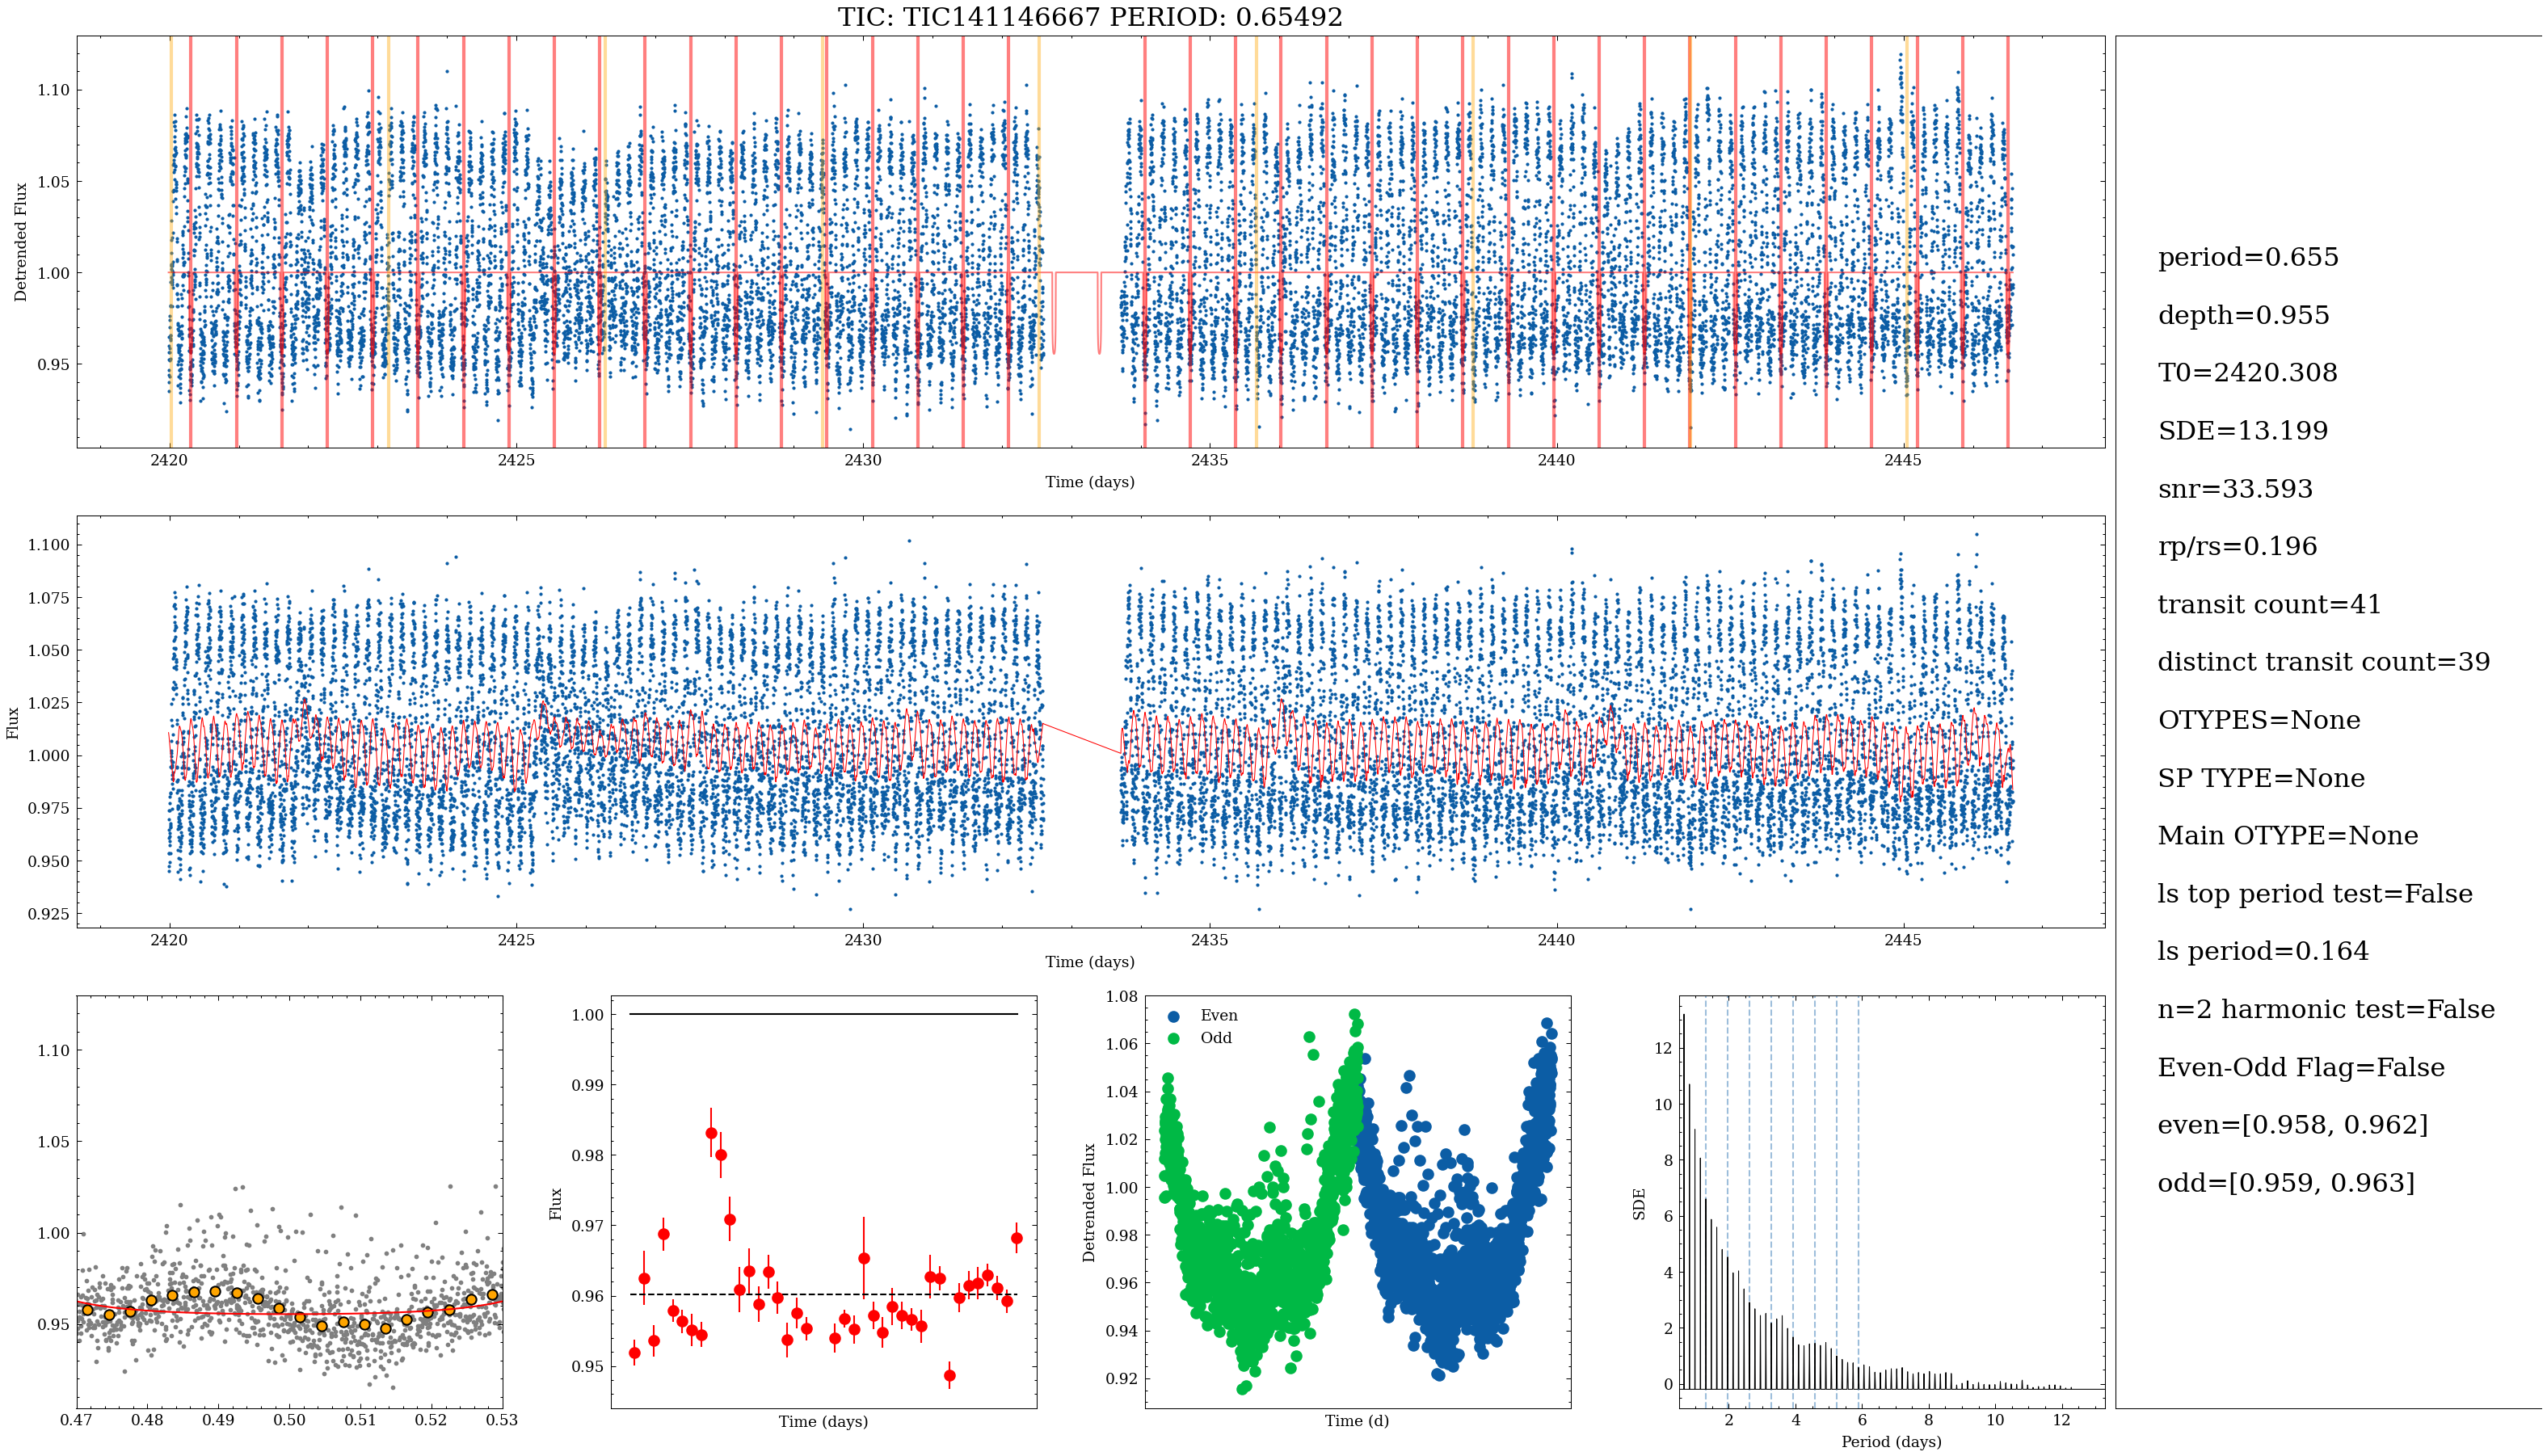 TIC: TIC141146667 PERIOD: 0.65492
Detrended Flux
1.10
1.05
1.00
0.95
2420 2425 2430 2435 2440 2445
Time (days)
Flux
1.100
1.075
1.050
1.025
1.000
0.975
0.950
0.925
2420 2425 2430 2435 2440 2445
Time (days)
1.10
1.05
1.00
0.95
0.47 0.48 0.49 0.50 0.51 0.52 0.53
Flux
1.00
0.99
0.98
0.97
0.96
0.95
Time (days)
Detrended Flux
1.08
1.06
1.04
1.02
1.00
0.98
0.96
0.94
0.92
Even
Odd
Time (d)
SDE
12
10
8
6
4
2
0
2 4 6 8 10 12
Period (days)
period=0.655
depth=0.955
T0=2420.308
SDE=13.199
snr=33.593
rp/rs=0.196
transit count=41
distinct transit count=39
OTYPES=None
SP TYPE=None
Main OTYPE=None
ls top period test=False
ls period=0.164
n=2 harmonic test=False
Even-Odd Flag=False
even=[0.958, 0.962]
odd=[0.959, 0.963]